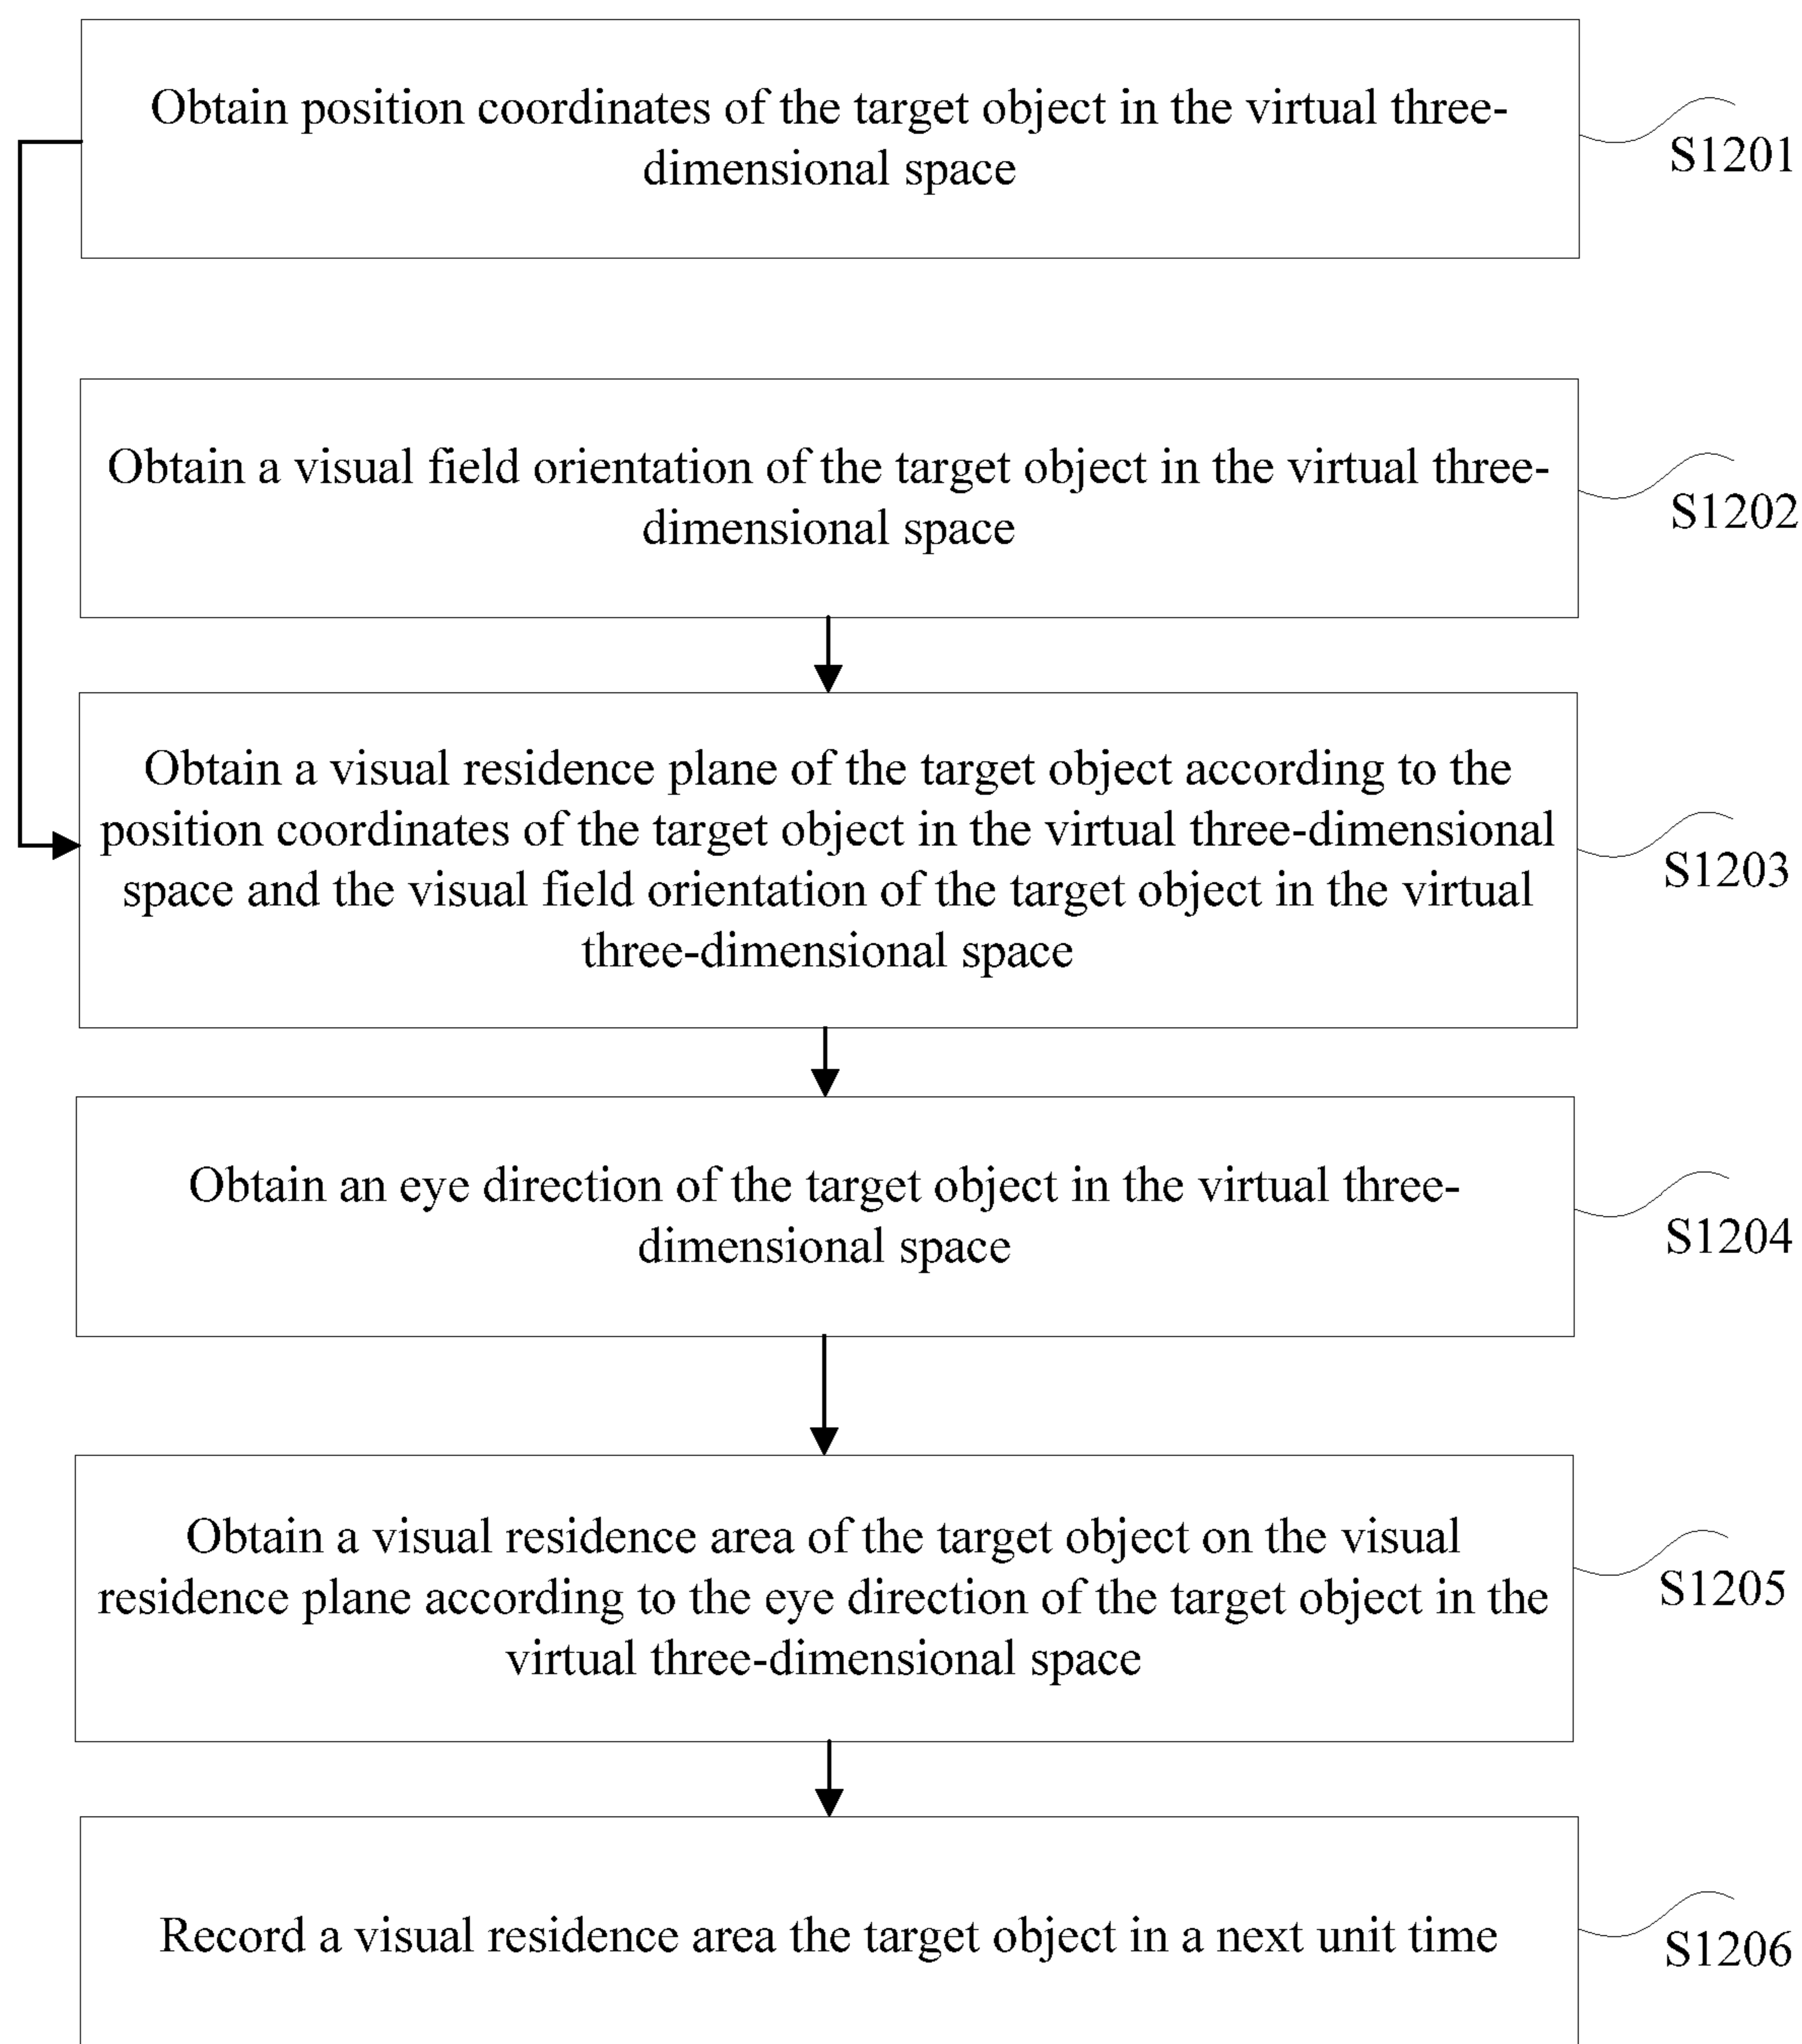 Obtain position coordinates of the target object in the virtual three-
dimensional space
S1201
Obtain a visual field orientation of the target object in the virtual three-
dimensional space
S1202
Obtain a visual residence plane of the target object according to the
position coordinates of the target object in the virtual three-dimensional
space and the visual field orientation of the target object in the virtual
three-dimensional space
S1203
Obtain an eye direction of the target object in the virtual three-
dimensional space
S1204
Obtain a visual residence area of the target object on the visual
residence plane according to the eye direction of the target object in the
virtual three-dimensional space
S1205
Record a visual residence area the target object in a next unit time
S1206